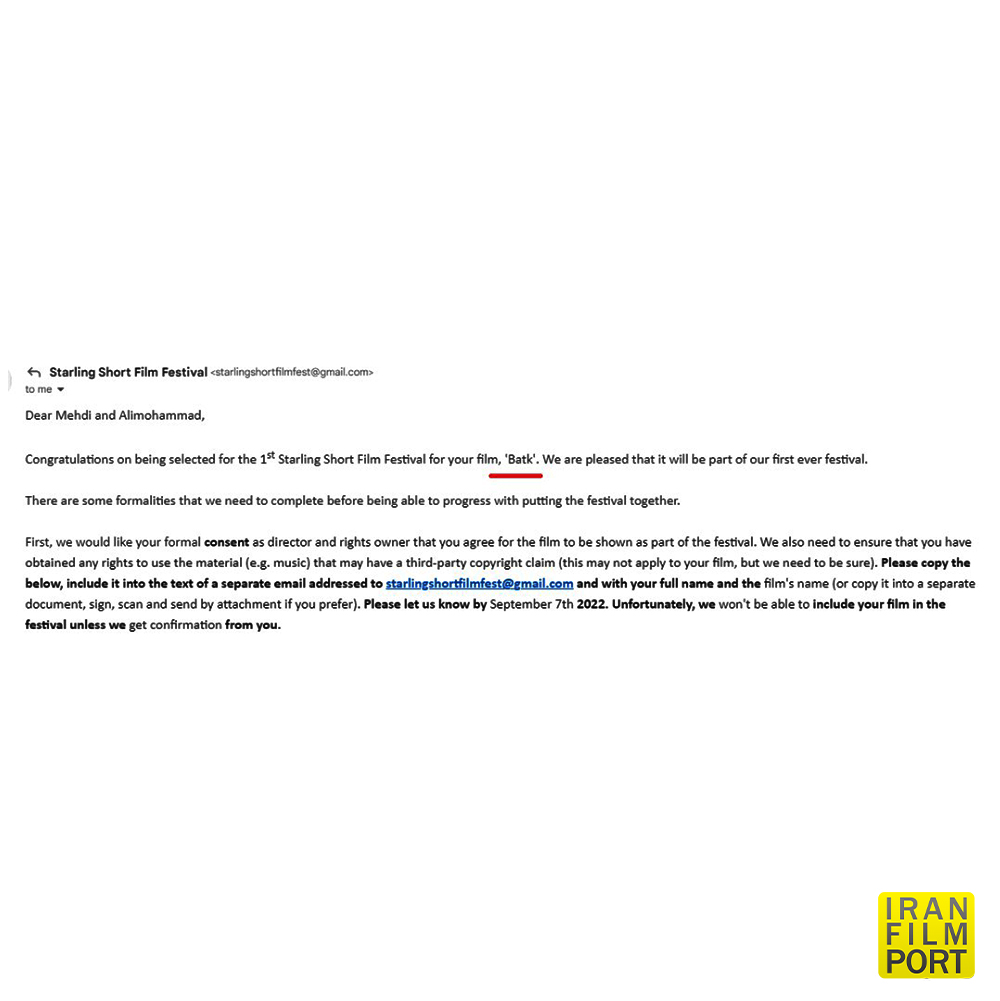 Starling Short Film Festival <starlingshortfilmfest@gmail.com>
to me
Dear Mehdi and Alimohammad,
Congratulations on being selected for the 1st Starling Short Film Festival for your film, 'Batk'. We are pleased that it will be part of our first ever festival.
There are some formalities that we need to complete before being able to progress with putting the festival together.
First, we would like your formal consent as director and rights owner that you agree for the film to be shown as part of the festival. We also need to ensure that you have
obtained any rights to use the material (e.g. music) that may have a third-party copyright claim (this may not apply to your film, but we need to be sure). Please copy the
below, include it into the text of a separate email addressed to starlingshortfilmfest@gmail.com and with your full name and the film's name (or copy it into a separate
document, sign, scan and send by attachment if you prefer). Please let us know by September 7th 2022. Unfortunately, we won't be able to include your film in the
festival unless we get confirmation from you.
IRAN
FILM
PORT